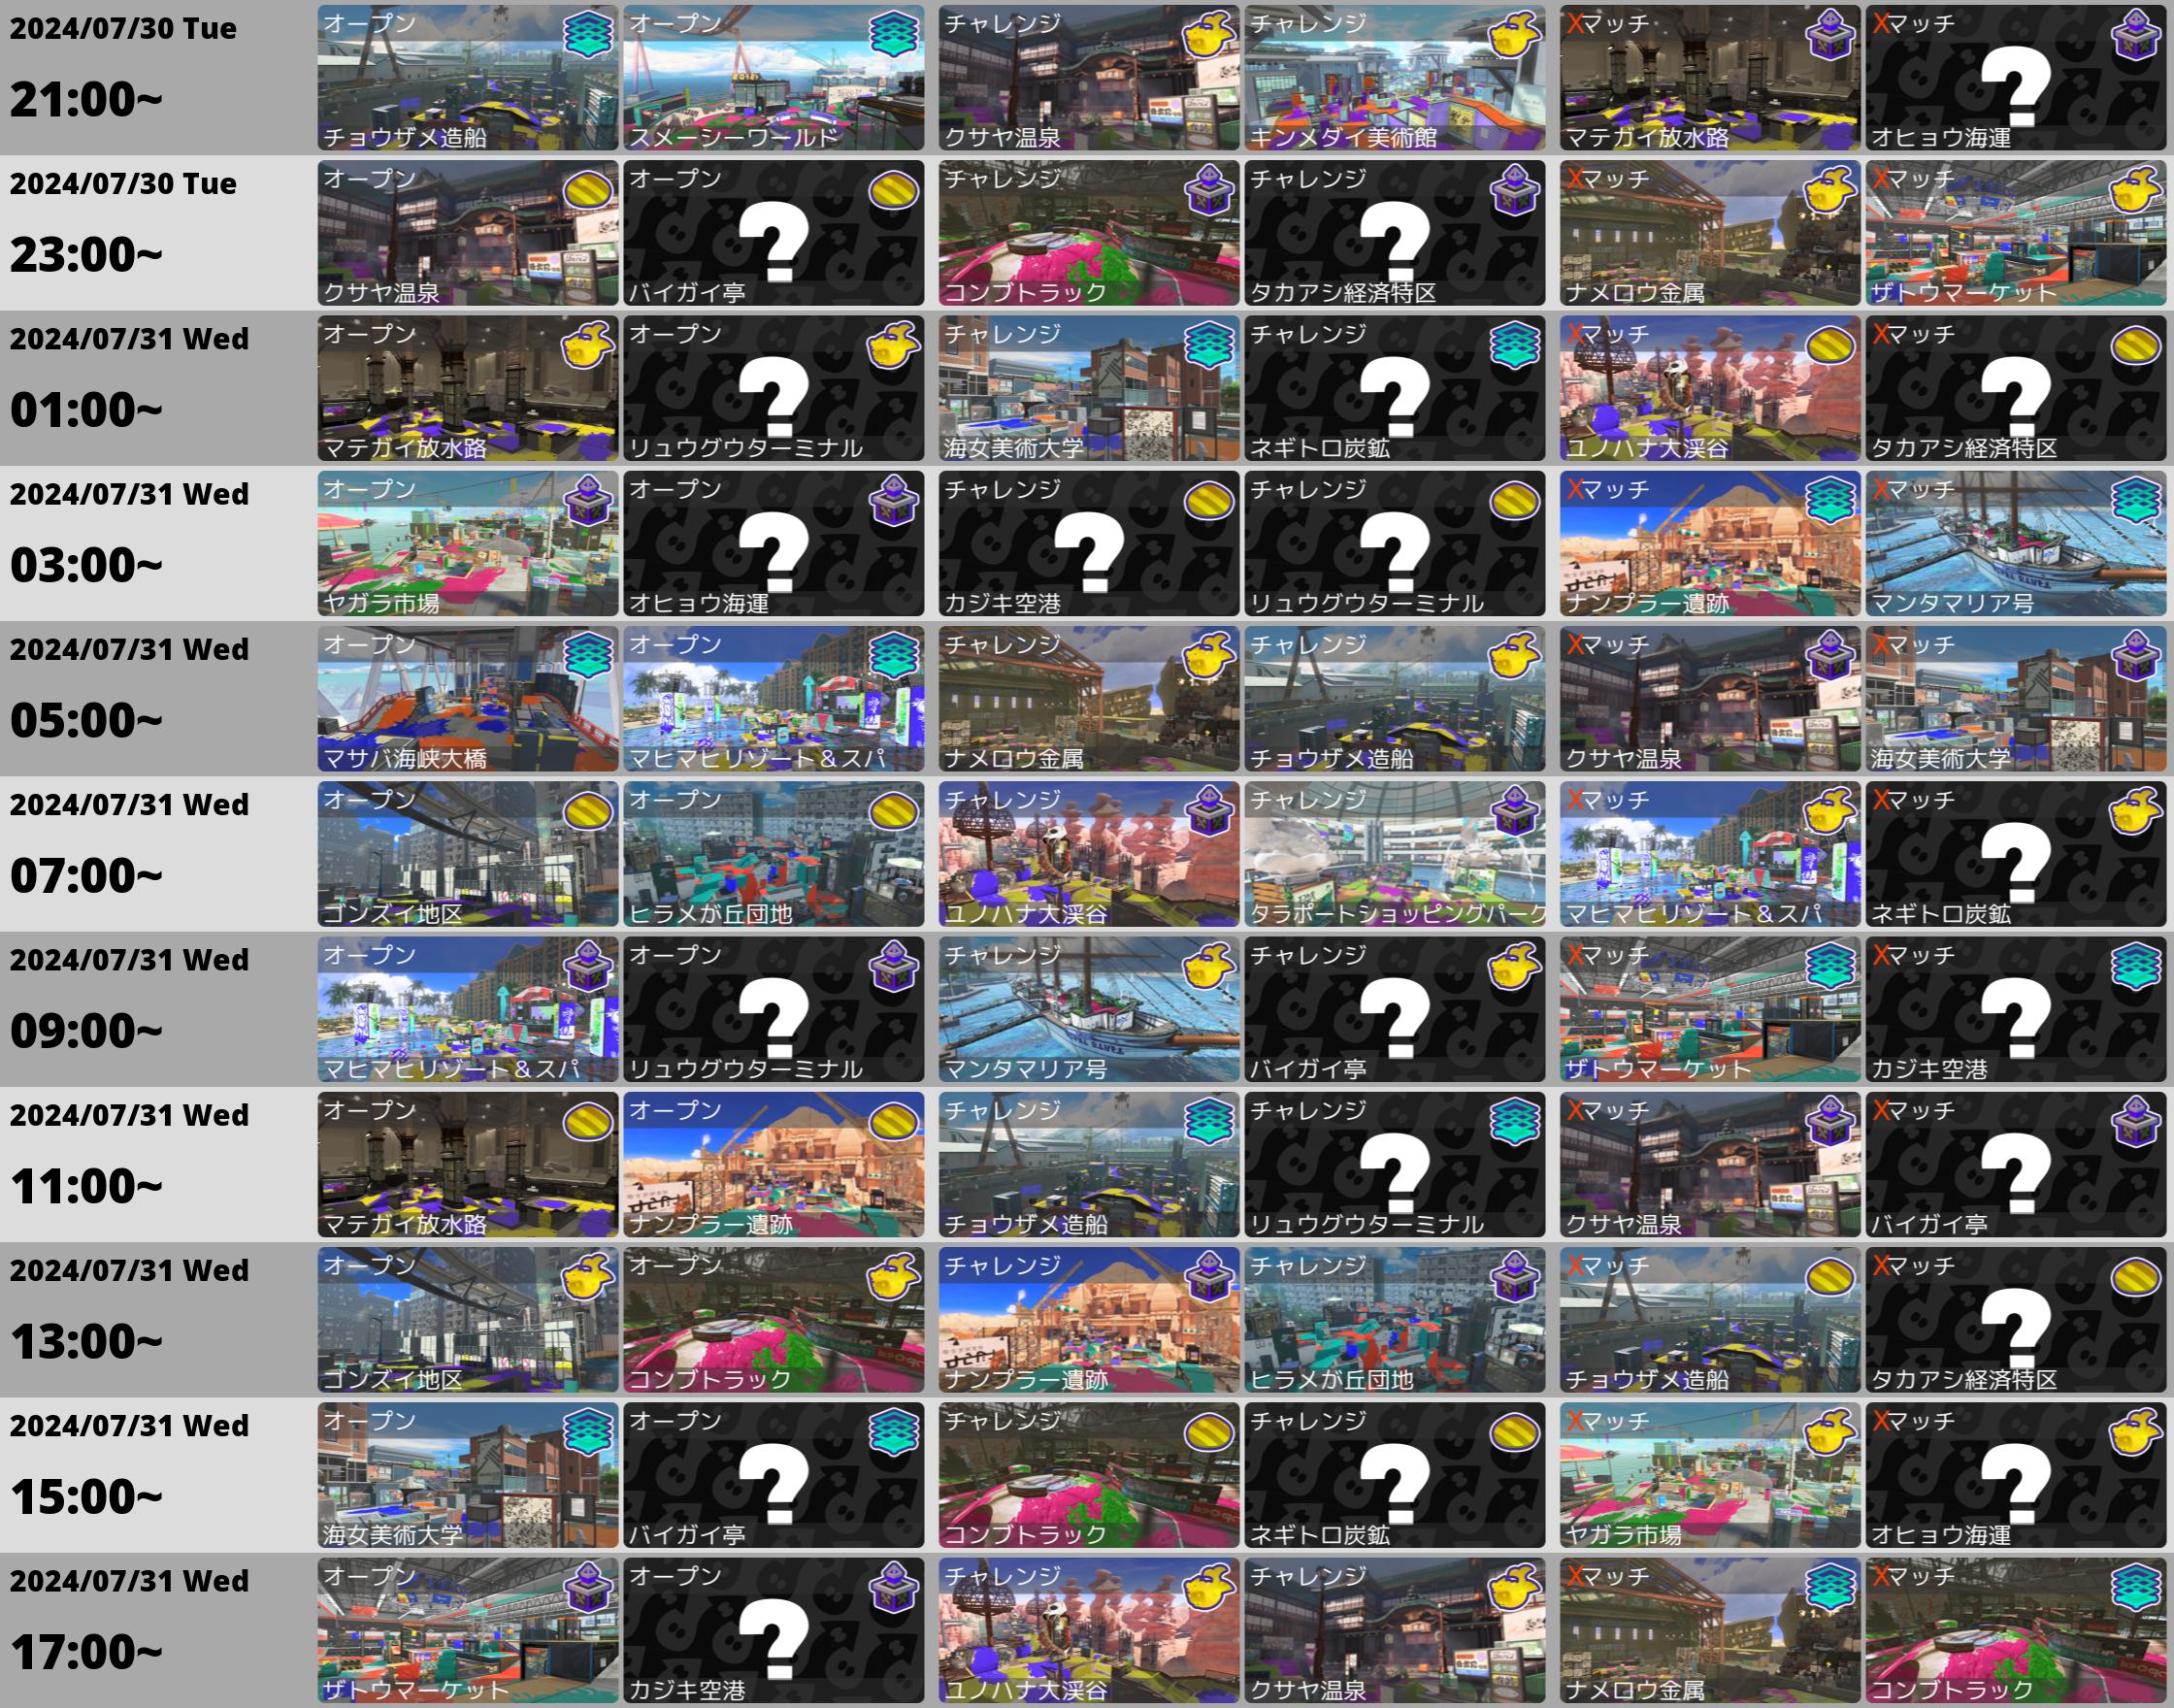 2024/07/30 Tue
21:00~
オープン
チョウザメ造船
オープン
スメーシーワールド
チャレンジ
クサヤ温泉
チャレンジ
キンメダイ美術館
Xマッチ
マテガイ放水路
Xマッチ
オヒョウ海運
2024/07/30 Tue
23:00~
オープン
クサヤ温泉
オープン
バイガイ亭
チャレンジ
コンブトラック
チャレンジ
タカアシ経済特区
Xマッチ
ナメロウ金属
Xマッチ
ザトウマーケット
2024/07/31 Wed
01:00~
オープン
マテガイ放水路
オープン
リュウグウターミナル
チャレンジ
海女美術大学
チャレンジ
ネギトロ炭鉱
Xマッチ
ユノハナ大渓谷
Xマッチ
タカアシ経済特区
2024/07/31 Wed
03:00~
オープン
ヤガラ市場
オープン
オヒョウ海運
チャレンジ
カジキ空港
チャレンジ
リュウグウターミナル
Xマッチ
ナンプラー遺跡
Xマッチ
マンタマリア号
2024/07/31 Wed
05:00~
オープン
マサバ海峡大橋
オープン
マヒマヒリゾート＆スパ
チャレンジ
ナメロウ金属
チャレンジ
チョウザメ造船
Xマッチ
クサヤ温泉
Xマッチ
海女美術大学
2024/07/31 Wed
07:00~
オープン
ゴンズイ地区
オープン
ヒラメが丘団地
チャレンジ
ユノハナ大渓谷
チャレンジ
タラポートショッピングパーク
Xマッチ
マヒマヒリゾート＆スパ
Xマッチ
ネギトロ炭鉱
2024/07/31 Wed
09:00~
オープン
マヒマヒリゾート＆スパ
オープン
リュウグウターミナル
チャレンジ
マンタマリア号
チャレンジ
バイガイ亭
Xマッチ
ザトウマーケット
Xマッチ
カジキ空港
2024/07/31 Wed
11:00~
オープン
マテガイ放水路
オープン
ナンプラー遺跡
チャレンジ
チョウザメ造船
チャレンジ
リュウグウターミナル
Xマッチ
クサヤ温泉
Xマッチ
バイガイ亭
2024/07/31 Wed
13:00~
オープン
ゴンズイ地区
オープン
コンブトラック
チャレンジ
ナンプラー遺跡
チャレンジ
ヒラメが丘団地
Xマッチ
チョウザメ造船
Xマッチ
タカアシ経済特区
2024/07/31 Wed
15:00~
オープン
海女美術大学
オープン
バイガイ亭
チャレンジ
コンブトラック
チャレンジ
ネギトロ炭鉱
Xマッチ
ヤガラ市場
Xマッチ
オヒョウ海運
2024/07/31 Wed
17:00~
オープン
ザトウマーケット
オープン
カジキ空港
チャレンジ
ユノハナ大渓谷
チャレンジ
クサヤ温泉
Xマッチ
ナメロウ金属
Xマッチ
コンブトラック